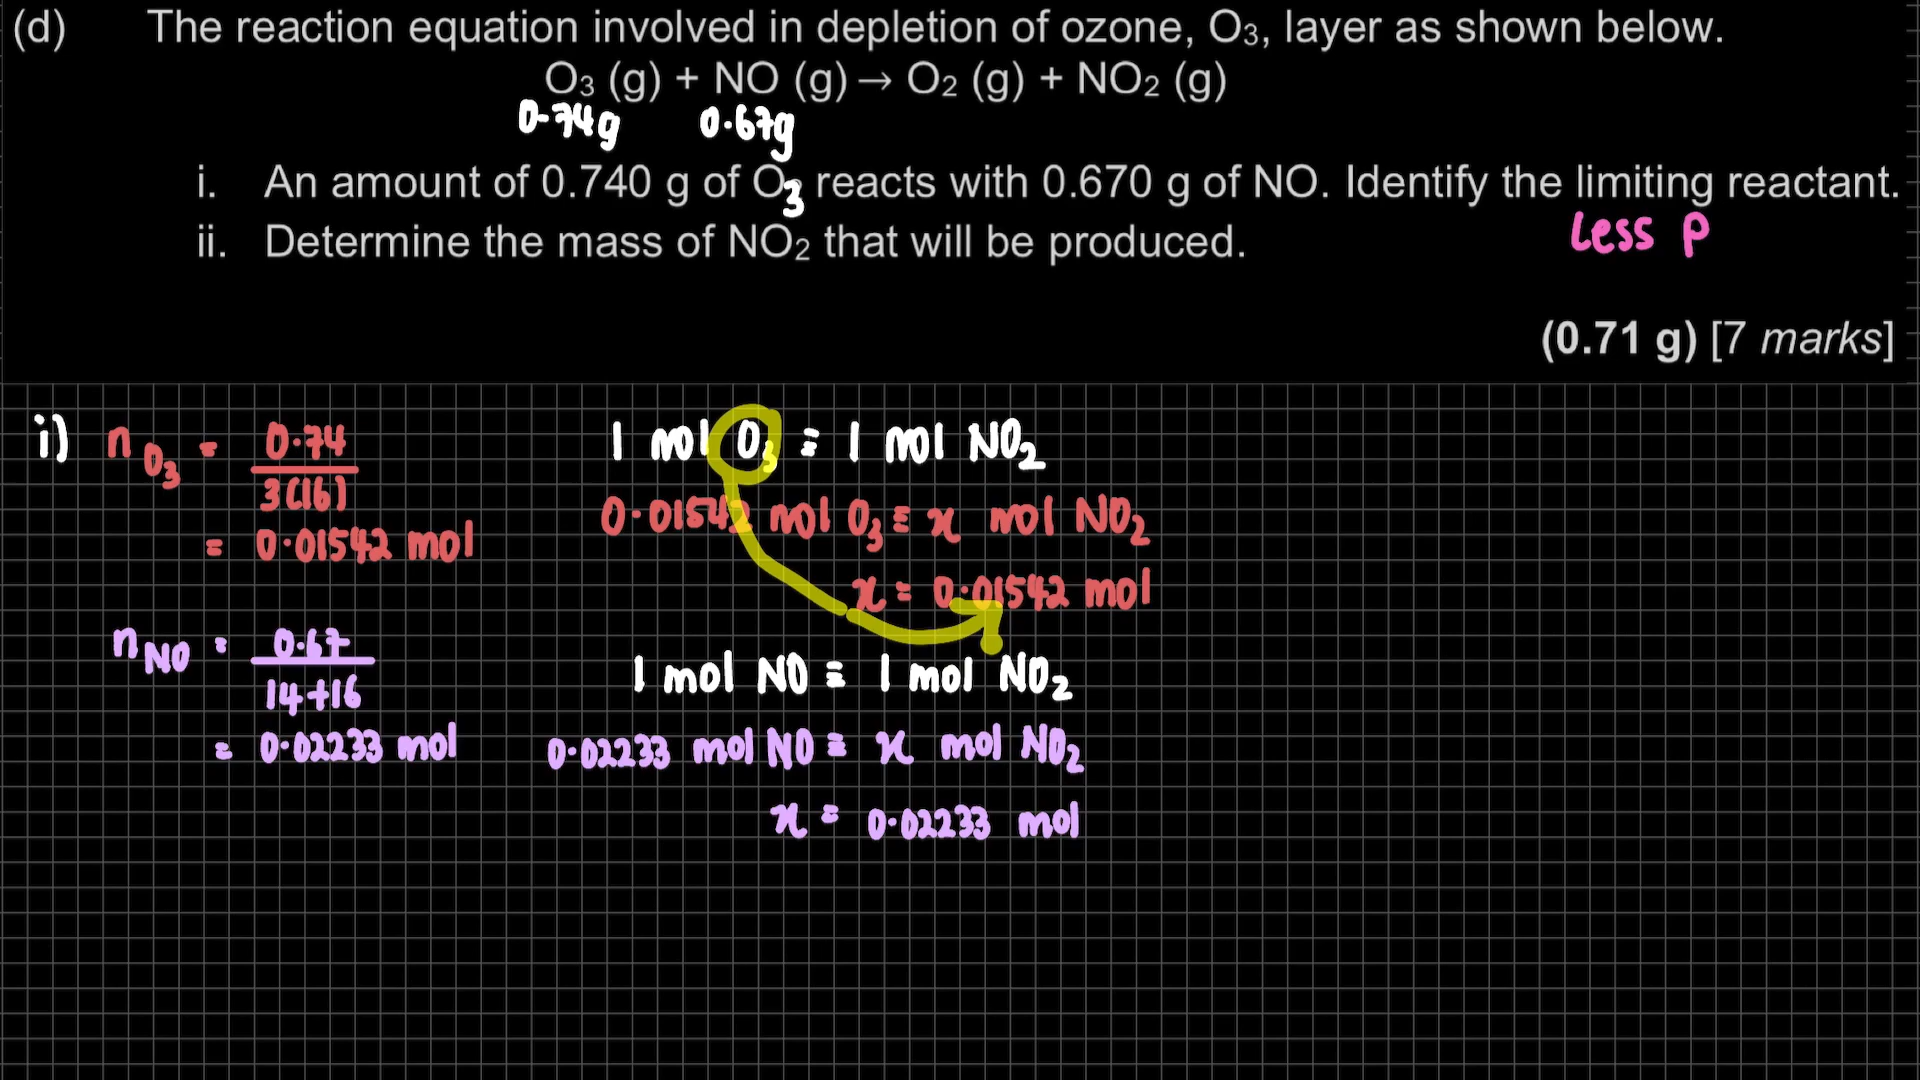 (d) The reaction equation involved in depletion of ozone, O₃, layer as shown below.
O₃ (g) + NO (g) → O₂ (g) + NO₂ (g)
0.74g 0.67g
i. An amount of 0.740 g of O₃ reacts with 0.670 g of NO. Identify the limiting reactant.
less P
ii. Determine the mass of NO₂ that will be produced.
(0.71 g) [7 marks]
i) n O₃ = 0.74 / 3(16)
= 0.01542 mol
1 mol O₃ ≡ 1 mol NO₂
0.01542 mol O₃ ≡ x mol NO₂
x = 0.01542 mol
n NO = 0.67 / 14+16
= 0.02233 mol
1 mol NO ≡ 1 mol NO₂
0.02233 mol NO ≡ x mol NO₂
x = 0.02233 mol